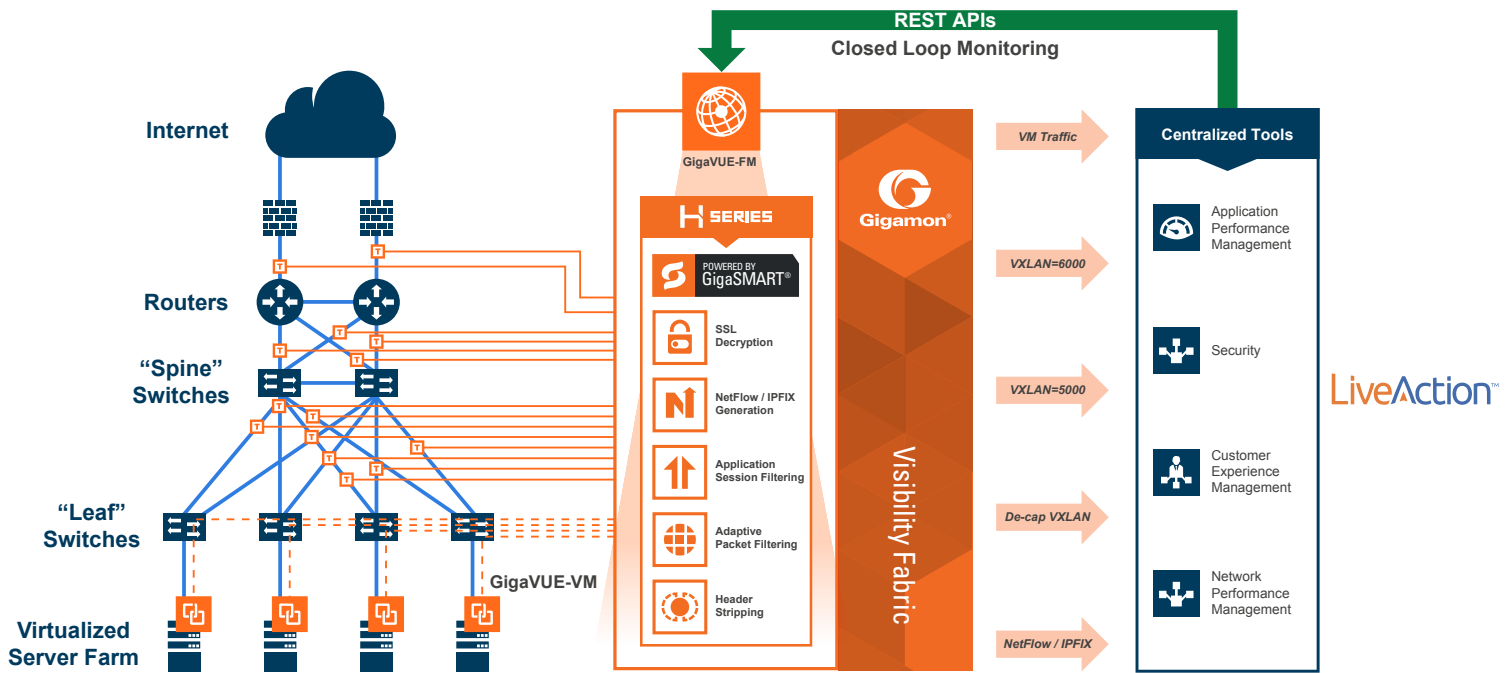 REST APIs
Closed Loop Monitoring
Internet
Routers
“Spine”
Switches
“Leaf”
Switches
Virtualized
Server Farm
T
T
T
T
T
T
T
T
T
T
T
T
T
T
GigaVUE-VM
GigaVUE-FM
H SERIES
POWERED BY
GigaSMART®
SSL
Decryption
NetFlow / IPFIX
Generation
Application
Session Filtering
Adaptive
Packet Filtering
Header
Stripping
Gigamon®
Visibility Fabric
VM Traffic
VXLAN=6000
VXLAN=5000
De-cap VXLAN
NetFlow / IPFIX
Centralized Tools
Application
Performance
Management
Security
Customer
Experience
Management
Network
Performance
Management
LiveAction™